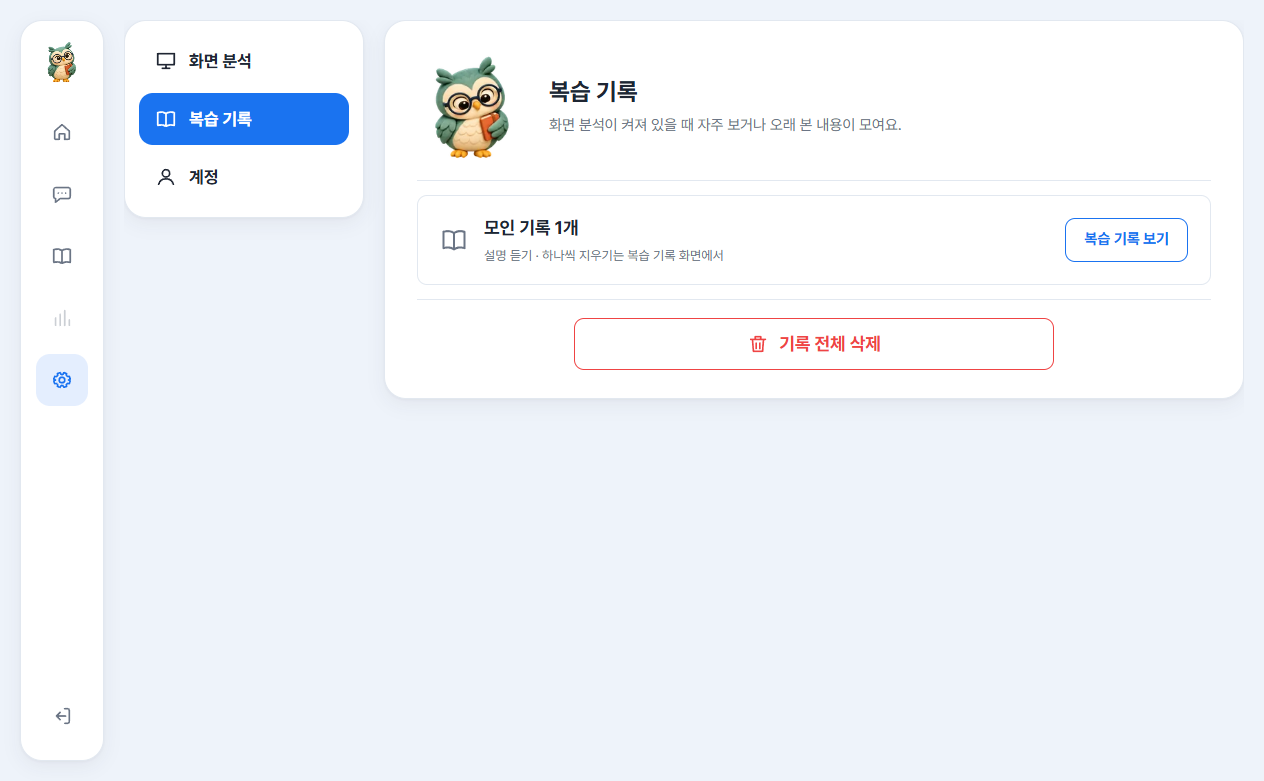 화면 분석
복습 기록
계정
복습 기록
화면 분석이 켜져 있을 때 자주 보거나 오래 본 내용이 모여요.
모인 기록 1개
설명 듣기 · 하나씩 지우기는 복습 기록 화면에서
복습 기록 보기
기록 전체 삭제